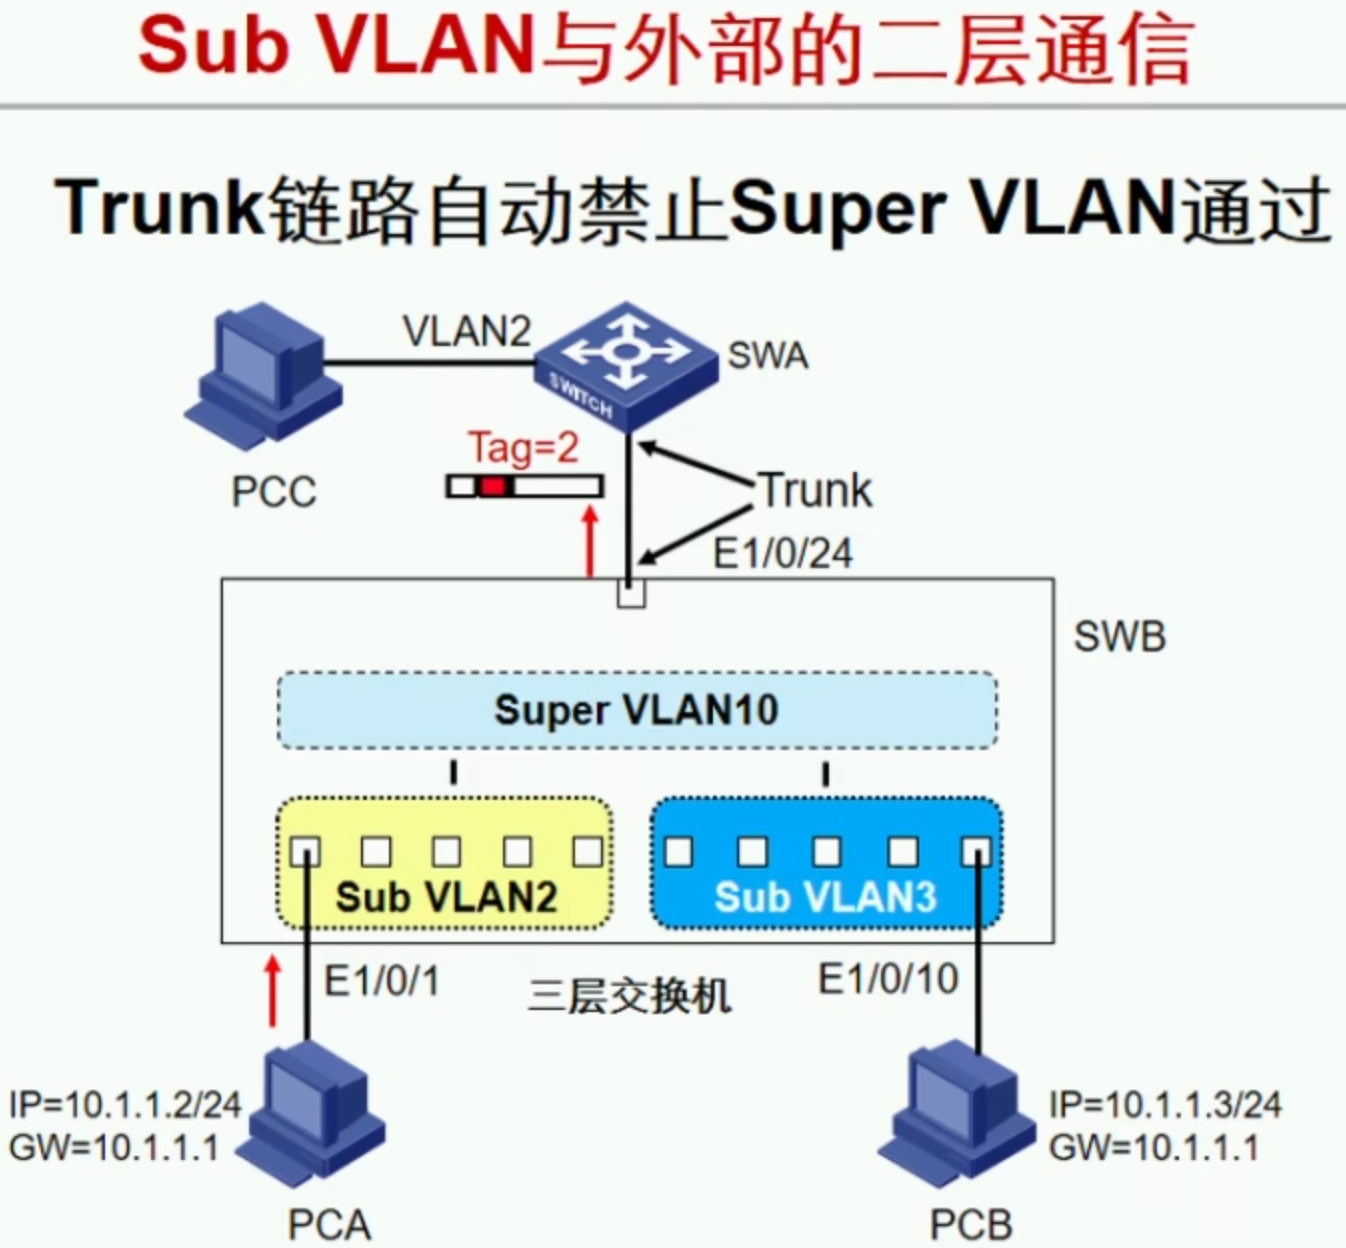 Sub VLAN与外部的二层通信
Trunk链路自动禁止Super VLAN通过
VLAN2
SWA
SWITCH
Tag=2
PCC
Trunk
E1/0/24
SWB
Super VLAN10
Sub VLAN2
Sub VLAN3
E1/0/1
三层交换机
E1/0/10
IP=10.1.1.2/24
GW=10.1.1.1
IP=10.1.1.3/24
GW=10.1.1.1
PCA
PCB